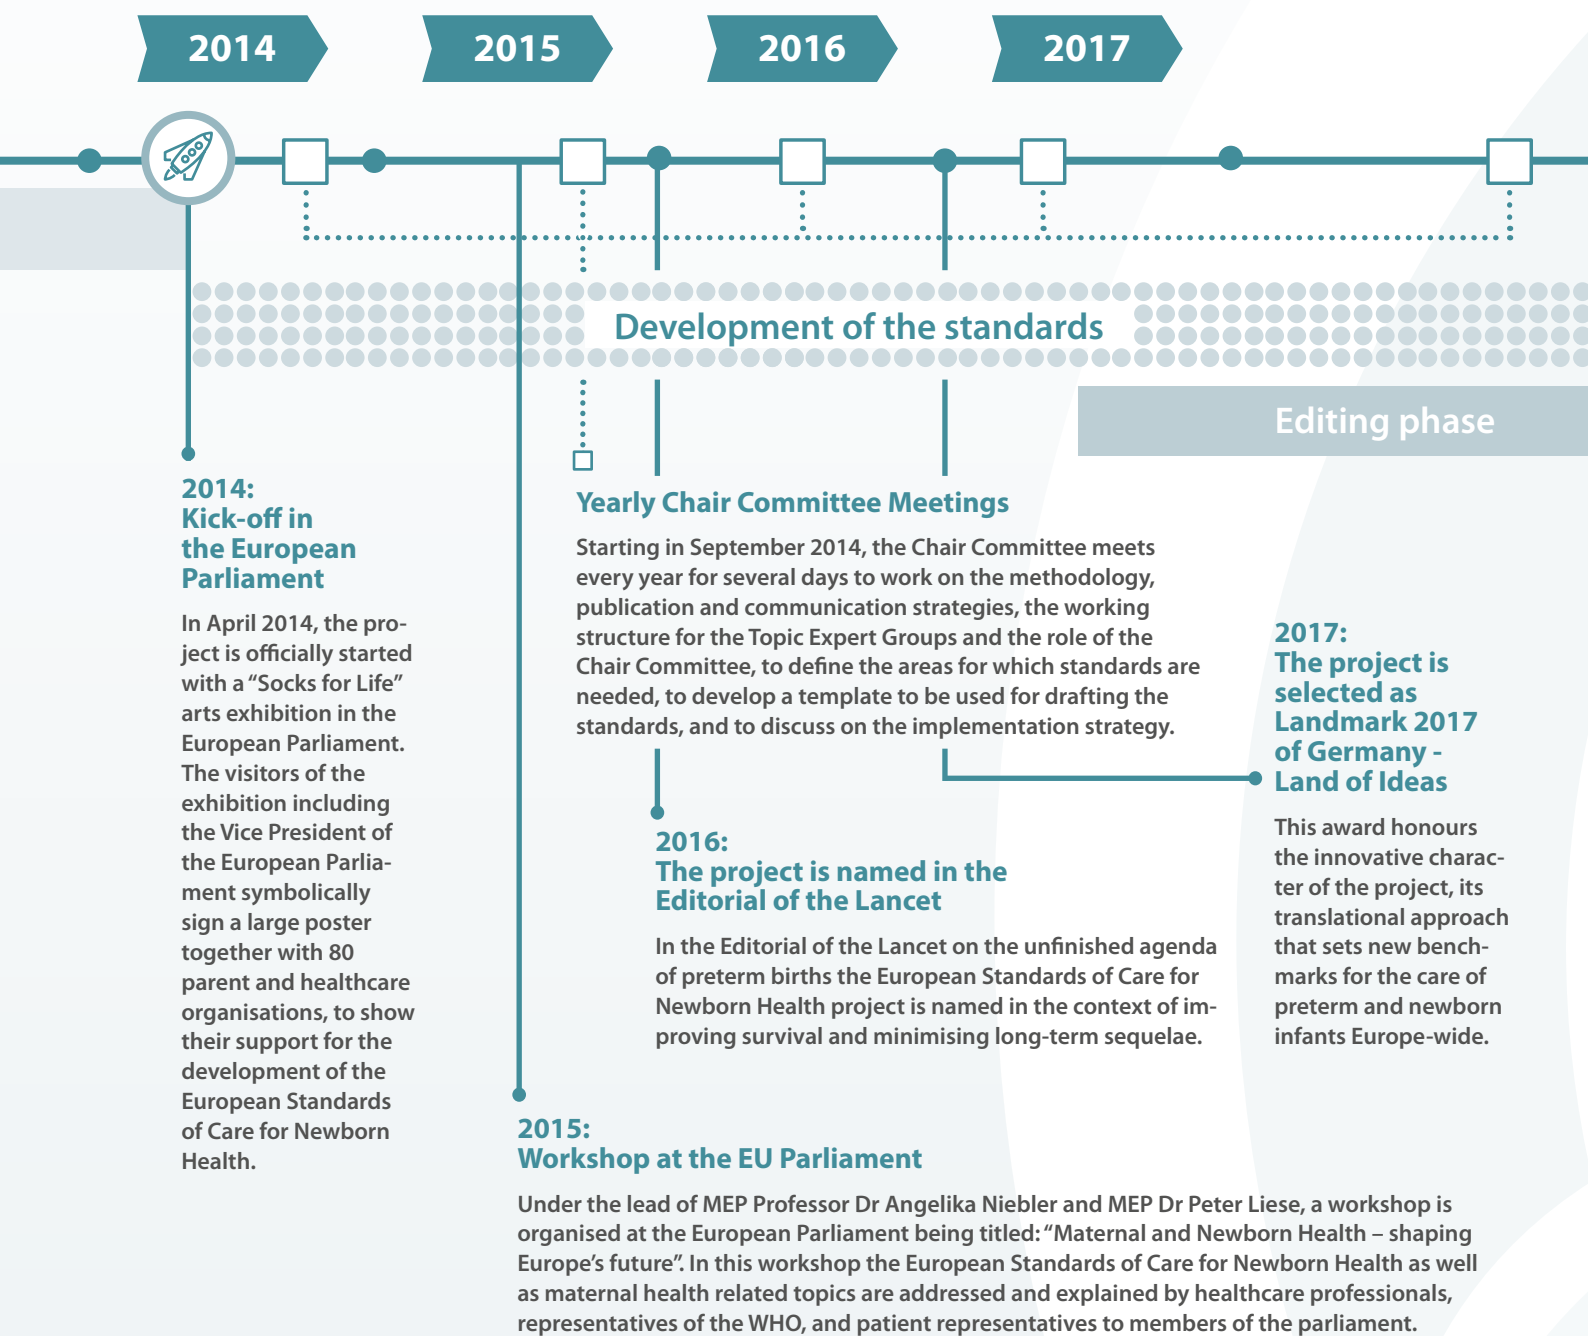 2014
2015
2016
2017
Development of the standards
Editing phase
2014:
Kick-off in
the European
Parliament
In April 2014, the pro-
ject is officially started
with a “Socks for Life”
arts exhibition in the
European Parliament.
The visitors of the
exhibition including
the Vice President of
the European Parlia-
ment symbolically
sign a large poster
together with 80
parent and healthcare
organisations, to show
their support for the
development of the
European Standards
of Care for Newborn
Health.
Yearly Chair Committee Meetings
Starting in September 2014, the Chair Committee meets
every year for several days to work on the methodology,
publication and communication strategies, the working
structure for the Topic Expert Groups and the role of the
Chair Committee, to define the areas for which standards are
needed, to develop a template to be used for drafting the
standards, and to discuss on the implementation strategy.
2017:
The project is
selected as
Landmark 2017
of Germany -
Land of Ideas
This award honours
the innovative charac-
ter of the project, its
translational approach
that sets new bench-
marks for the care of
preterm and newborn
infants Europe-wide.
2016:
The project is named in the
Editorial of the Lancet
In the Editorial of the Lancet on the unfinished agenda
of preterm births the European Standards of Care for
Newborn Health project is named in the context of im-
proving survival and minimising long-term sequelae.
2015:
Workshop at the EU Parliament
Under the lead of MEP Professor Dr Angelika Niebler and MEP Dr Peter Liese, a workshop is
organised at the European Parliament being titled: “Maternal and Newborn Health – shaping
Europe’s future”. In this workshop the European Standards of Care for Newborn Health as well
as maternal health related topics are addressed and explained by healthcare professionals,
representatives of the WHO, and patient representatives to members of the parliament.